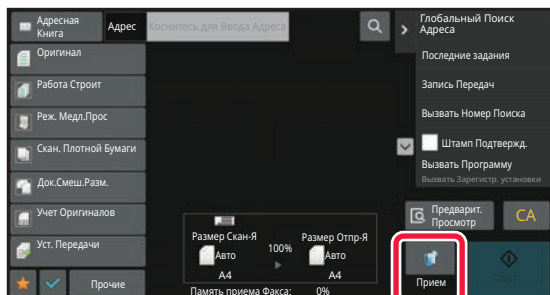 Адресная
Книга
Адрес
Коснитесь для Ввода Адреса
Глобальный Поиск
Адреса
Оригинал
Последние задания
Работа Строит
Запись Передач
Реж. Медл.Прос
Вызвать Номер Поиска
Скан. Плотной Бумаги
Штамп Подтвержд.
Вызвать Программу
Вызвать Зарегистр. установки
Док.Смеш.Разм.
Учет Оригиналов
Предварит.
Просмотр
CA
Уст. Передачи
Размер Скан-Я
100%
Размер Отпр-Я
Авто
Авто
A4
A4
Прочие
Память приема Факса: 0%
Прием
Старт